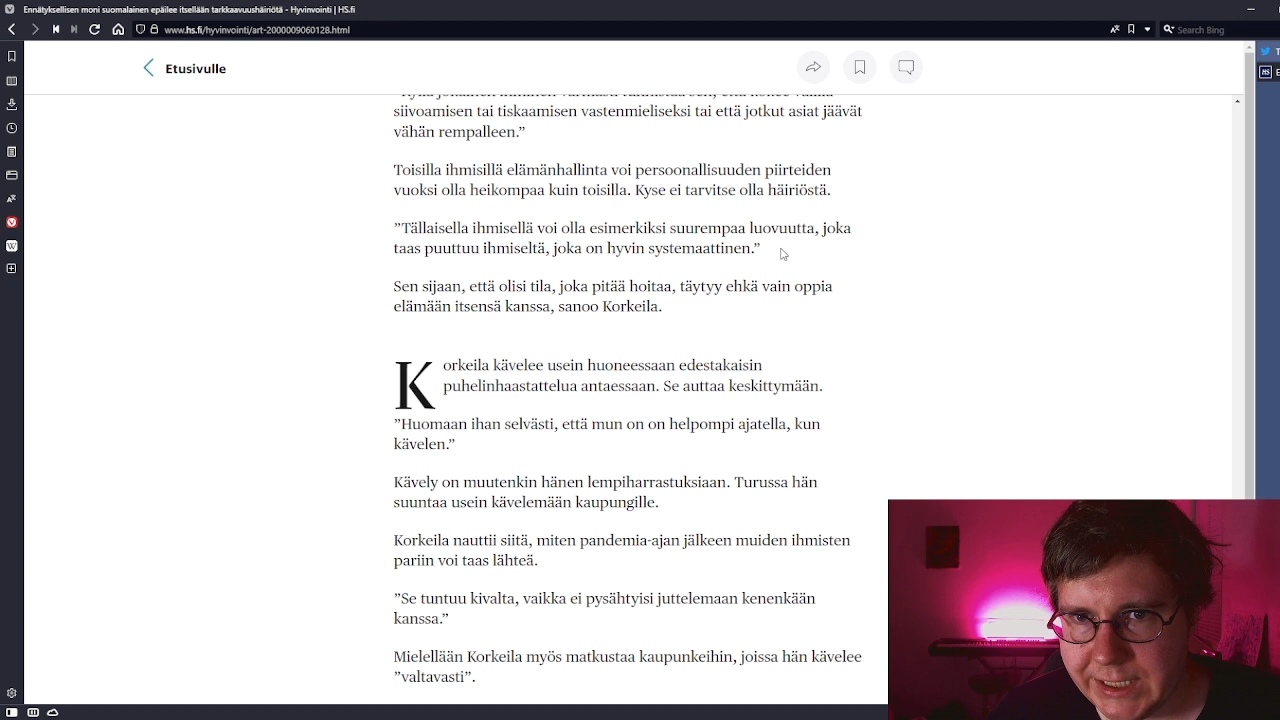 Ennätyksellisen moni suomalainen epäilee itsellään tarkkaavuushäiriötä - Hyvinvointi | HS.fi
www.hs.fi/hyvinvointi/art-2000009060128.html
Search Bing
Etusivulle
siivoamisen tai tiskaamisen vastenmieliseksi tai että jotkut asiat jäävät
vähän rempalleen.”
Toisilla ihmisillä elämänhallinta voi persoonallisuuden piirteiden
vuoksi olla heikompaa kuin toisilla. Kyse ei tarvitse olla häiriöstä.
”Tällaisella ihmisellä voi olla esimerkiksi suurempaa luovuutta, joka
taas puuttuu ihmiseltä, joka on hyvin systemaattinen.”
Sen sijaan, että olisi tila, joka pitää hoitaa, täytyy ehkä vain oppia
elämään itsensä kanssa, sanoo Korkeila.
Korkeila kävelee usein huoneessaan edestakaisin
puhelinhaastattelua antaessaan. Se auttaa keskittymään.
”Huomaan ihan selvästi, että mun on on helpompi ajatella, kun
kävelen.”
Kävely on muutenkin hänen lempiharrastuksiaan. Turussa hän
suuntaa usein kävelemään kaupungille.
Korkeila nauttii siitä, miten pandemia-ajan jälkeen muiden ihmisten
pariin voi taas lähteä.
”Se tuntuu kivalta, vaikka ei pysähtyisi juttelemaan kenenkään
kanssa.”
Mielellään Korkeila myös matkustaa kaupunkeihin, joissa hän kävelee
”valtavasti”.